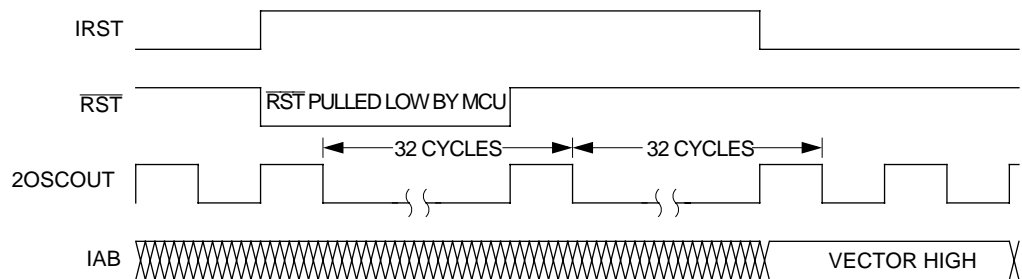 IRST
RST
RST PULLED LOW BY MCU
32 CYCLES
32 CYCLES
2OSCOUT
IAB
VECTOR HIGH